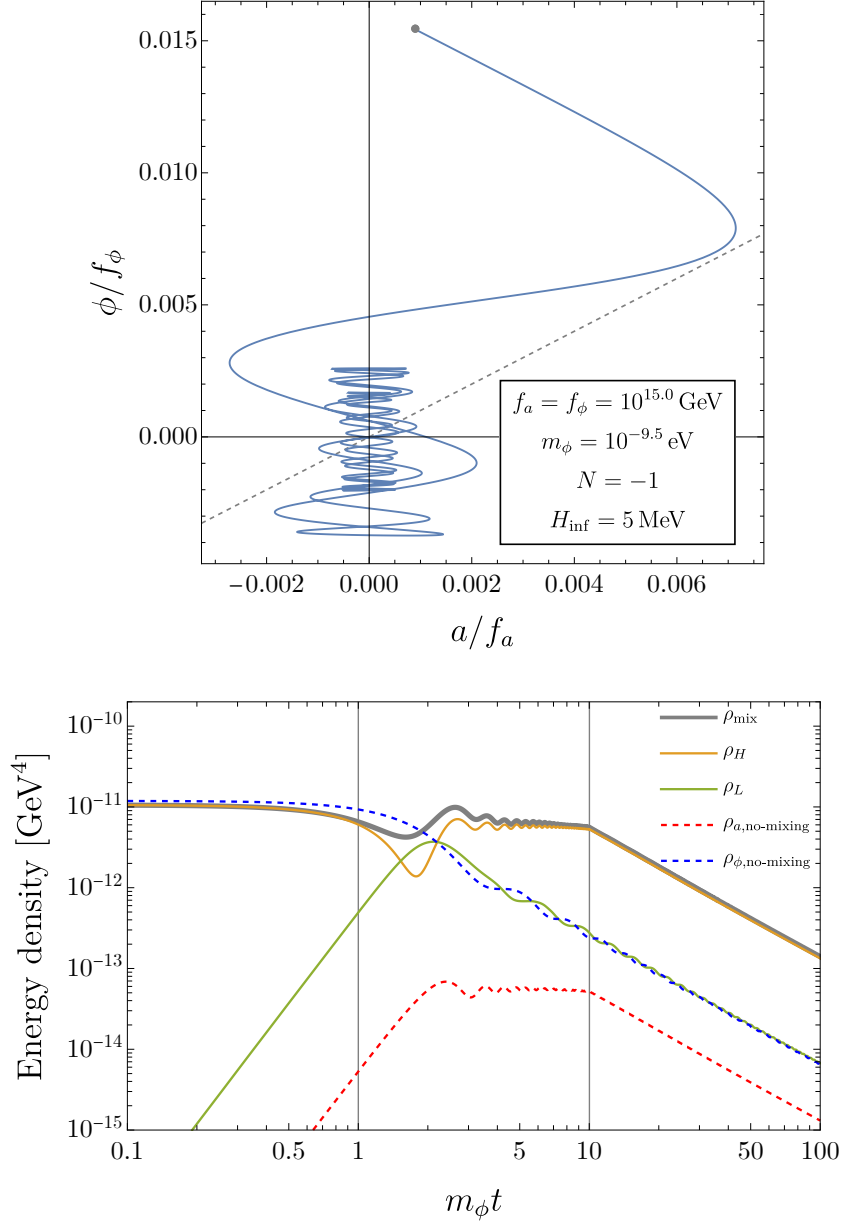 0.015
0.010
0.005
0.000
ϕ/f_ϕ
f_a = f_ϕ = 10^{15.0} GeV
m_ϕ = 10^{-9.5} eV
N = −1
H_inf = 5 MeV
−0.002 0.000 0.002 0.004 0.006
a/f_a
10^{-10}
10^{-11}
10^{-12}
10^{-13}
10^{-14}
10^{-15}
Energy density [GeV^4]
ρ_mix
ρ_H
ρ_L
ρ_{a,no-mixing}
ρ_{ϕ,no-mixing}
0.1 0.5 1 5 10 50 100
m_ϕ t